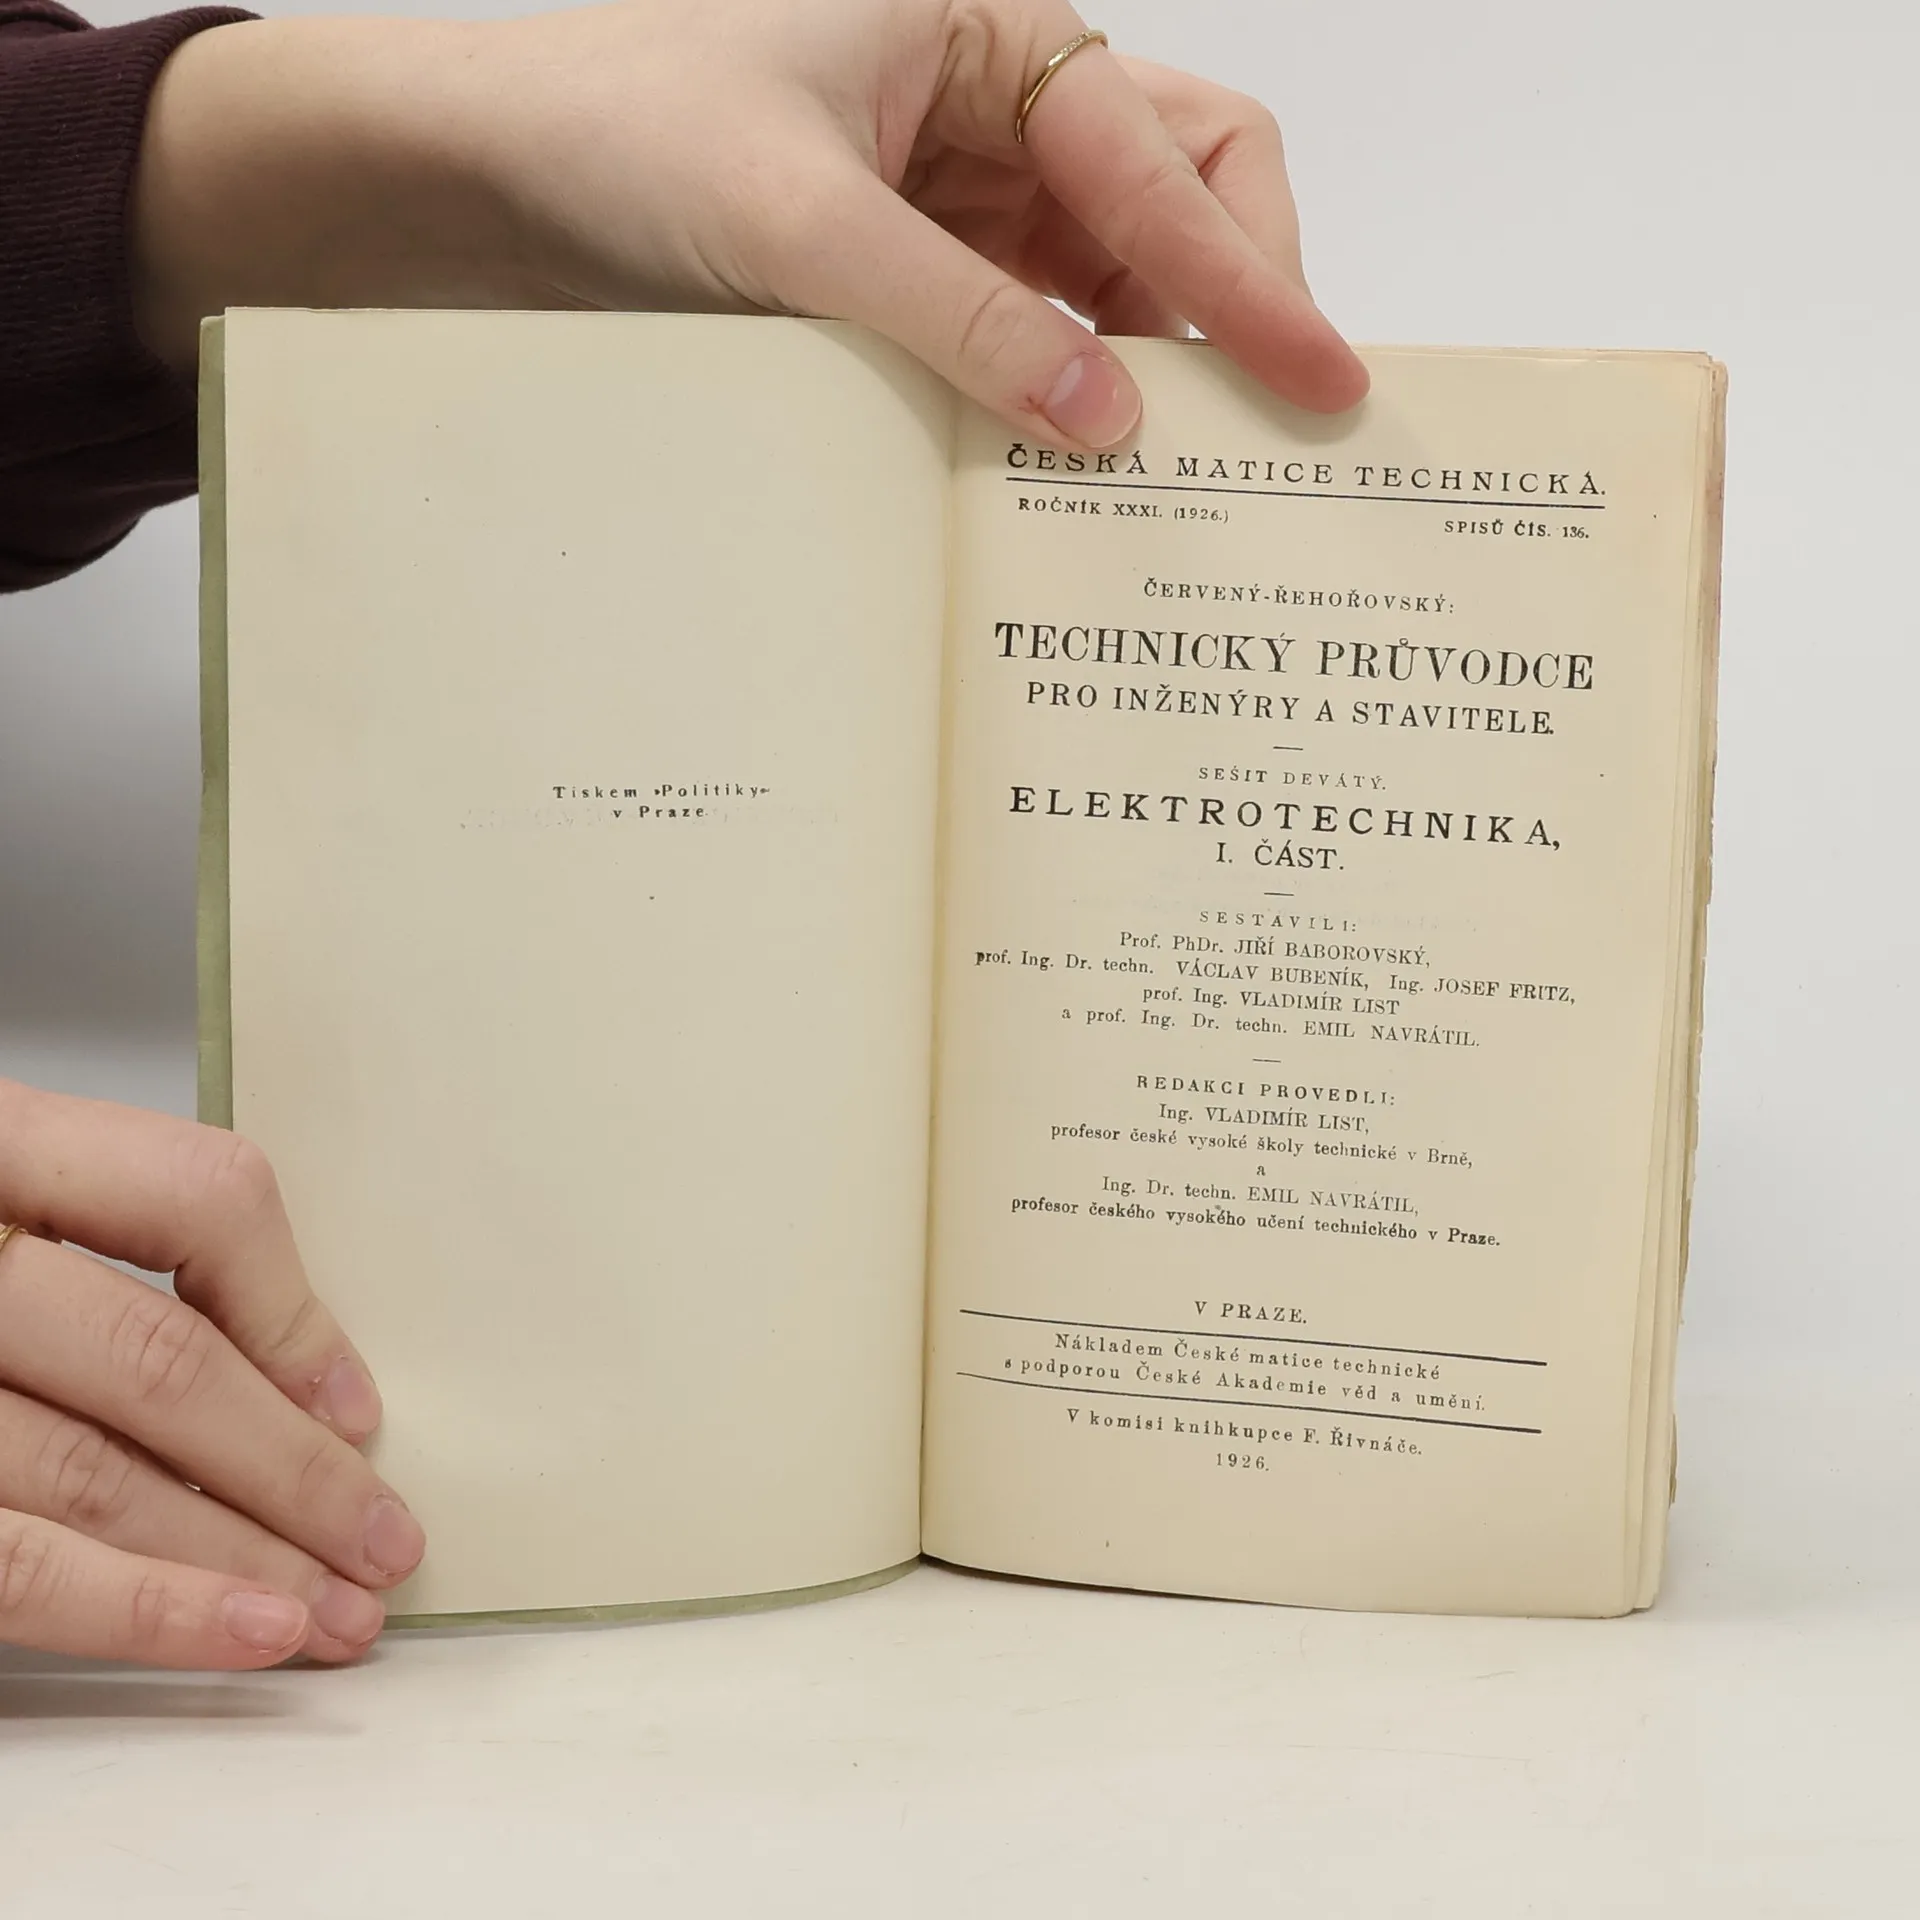 Tiskem »Politiky«
v Praze.
ČESKÁ MATICE TECHNICKÁ.
ROČNÍK XXXI. (1926.)
SPISŮ ČÍS. 136.
ČERVENÝ-ŘEHOŘOVSKÝ:
TECHNICKÝ PRŮVODCE
PRO INŽENÝRY A STAVITELE.
SEŠIT DEVÁTÝ.
ELEKTROTECHNIKA,
I. ČÁST.
SESTAVILI:
Prof. PhDr. JIŘÍ BABOROVSKÝ,
prof. Ing. Dr. techn. VÁCLAV BUBENÍK, Ing. JOSEF FRITZ,
prof. Ing. VLADIMÍR LIST
a prof. Ing. Dr. techn. EMIL NAVRÁTIL.
REDAKCI PROVEDLI:
Ing. VLADIMÍR LIST,
profesor české vysoké školy technické v Brně,
a
Ing. Dr. techn. EMIL NAVRÁTIL,
profesor českého vysokého učení technického v Praze.
V PRAZE.
Nákladem České matice technické
s podporou České Akademie věd a umění.
V komisi knihkupce F. Řivnáče.
1926.